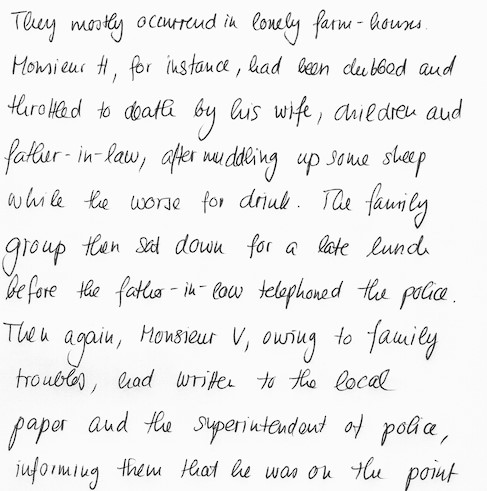 They mostly occurrend in lonely farm-houses.
Monsieur H, for instance, had been clubbed and
throttled to death by his wife, children and
father-in-law, after muddling up some sheep
while the worse for drink. The family
group then sat down for a late lunch
before the father-in-law telephoned the police.
Then again, Monsieur V, owing to family
troubles, had written to the local
paper and the superintendent of police,
informing them that he was on the point